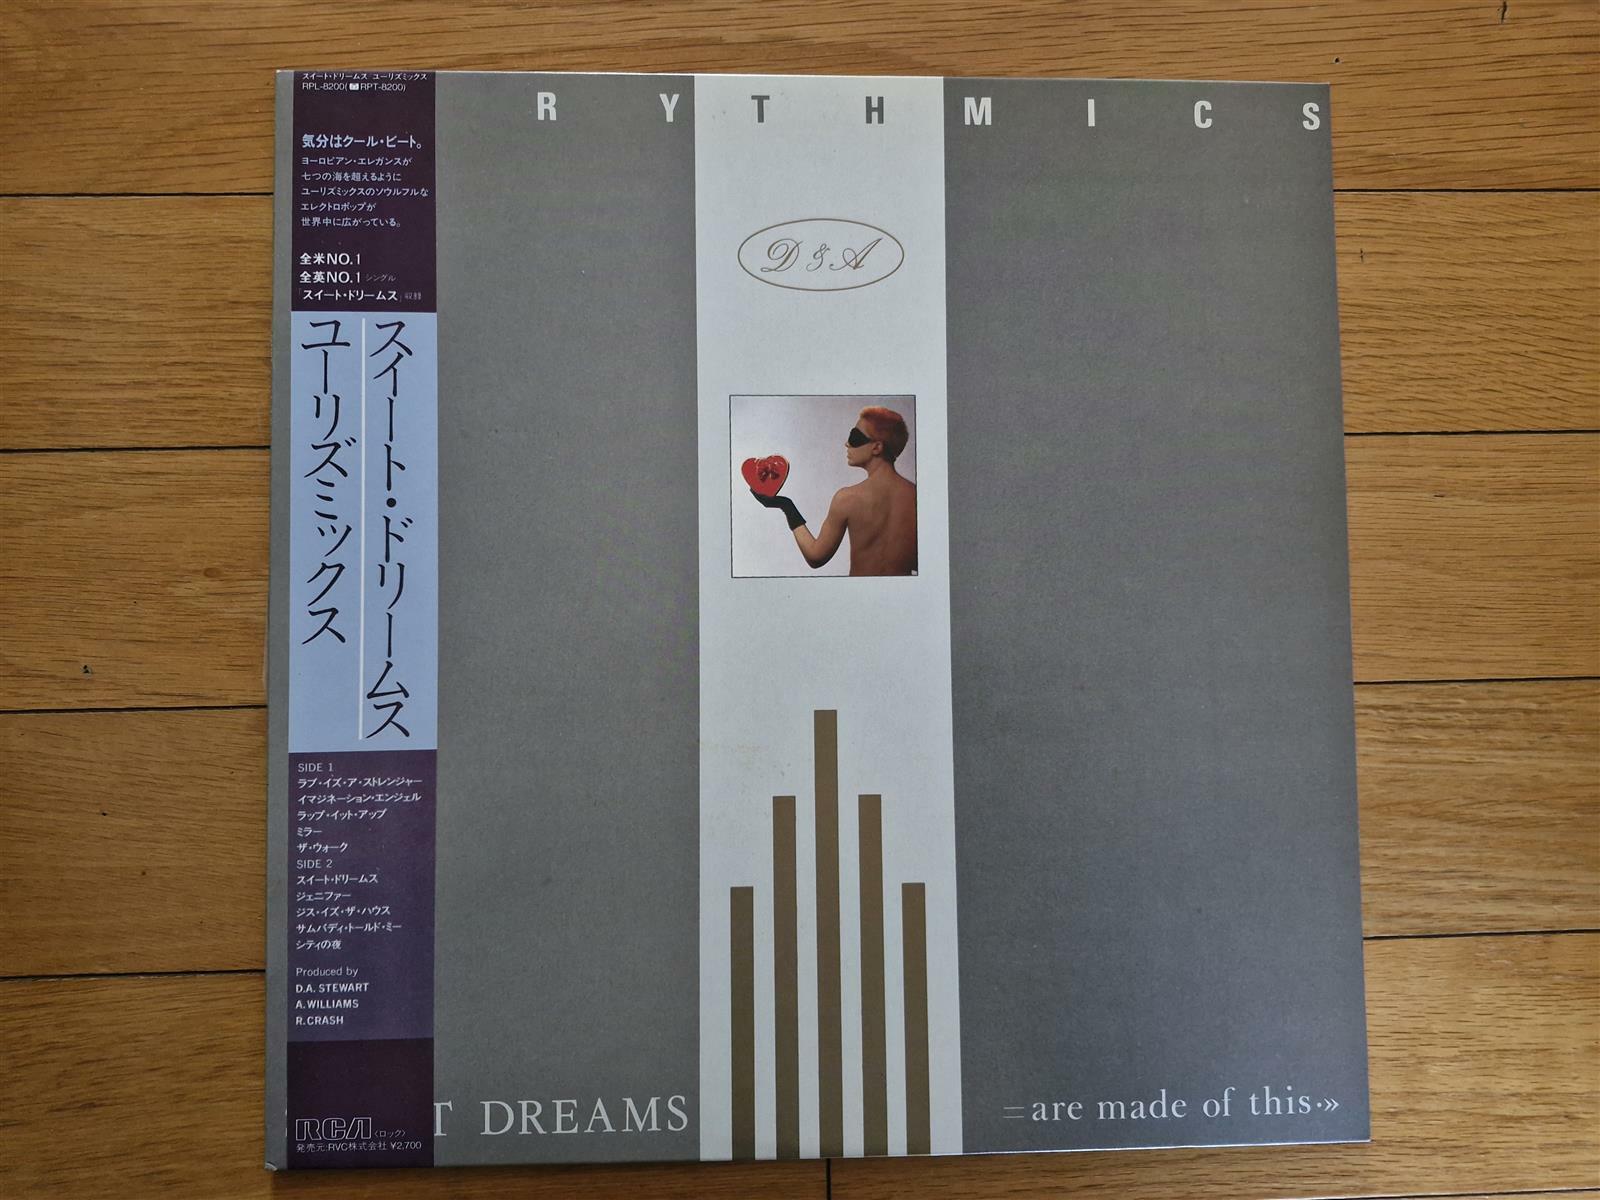 スイート・ドリームス ユーリズミックス
RPL-8200(RPT-8200)
気分はクール・ビート。
ヨーロピアン・エレガンスが
七つの海を超えるように
ユーリズミックスのソウルフルな
エレクトロポップが
世界中に広がっている。
全米NO.1
全英NO.1 シングル
「スイート・ドリームス」収録
スイート・ドリームス
ユーリズミックス
SIDE 1
ラブ・イズ・ア・ストレンジャー
イマジネーション・エンジェル
ラップ・イット・アップ
ミラー
ザ・ウォーク
SIDE 2
スイート・ドリームス
ジェニファー
ジス・イズ・ザ・ハウス
サムバディ・トールド・ミー
シティの夜
Produced by
D.A. STEWART
A.WILLIAMS
R.CRASH
RCA 〈ロック〉
発売元:RVC株式会社 ¥2,700
RYTHMICS
D & A
T DREAMS
=are made of this·»